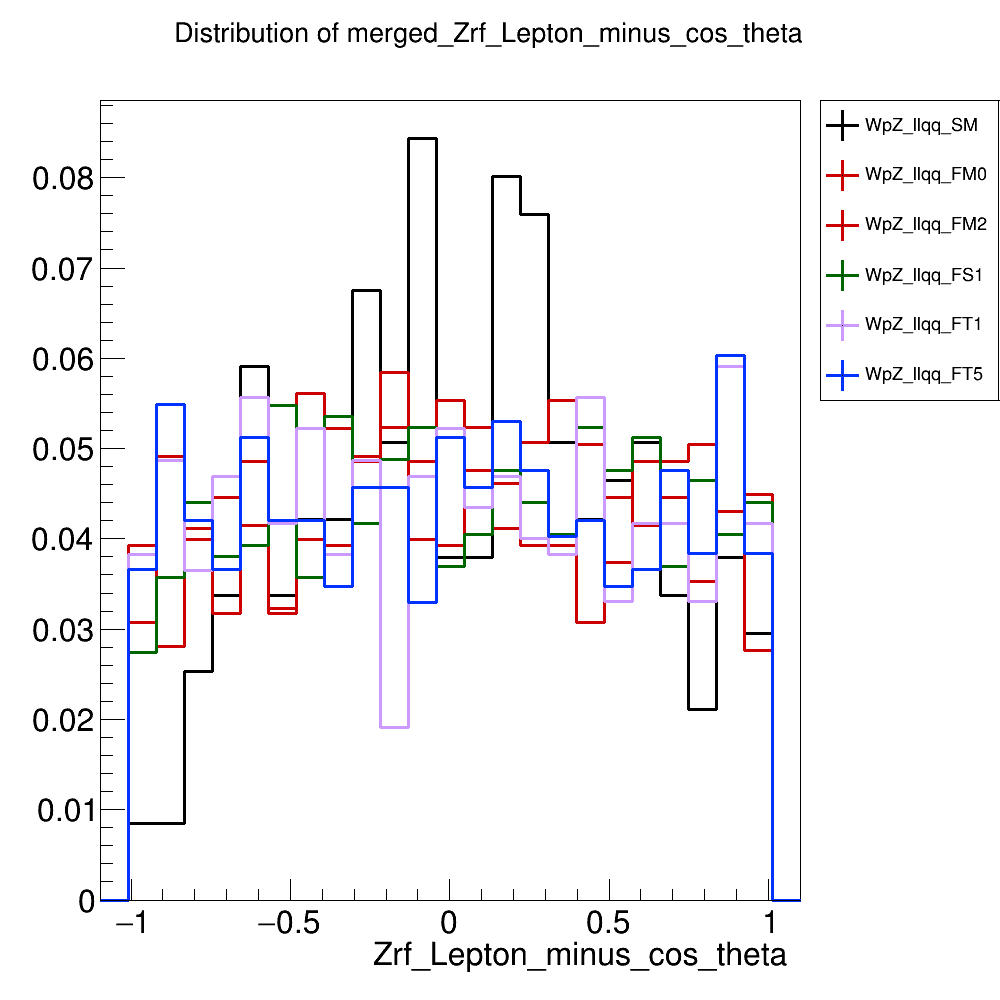 Distribution of merged_Zrf_Lepton_minus_cos_theta
WpZ_llqq_SM
WpZ_llqq_FM0
WpZ_llqq_FM2
WpZ_llqq_FS1
WpZ_llqq_FT1
WpZ_llqq_FT5
0.08
0.07
0.06
0.05
0.04
0.03
0.02
0.01
0
−1 −0.5 0 0.5 1
Zrf_Lepton_minus_cos_theta